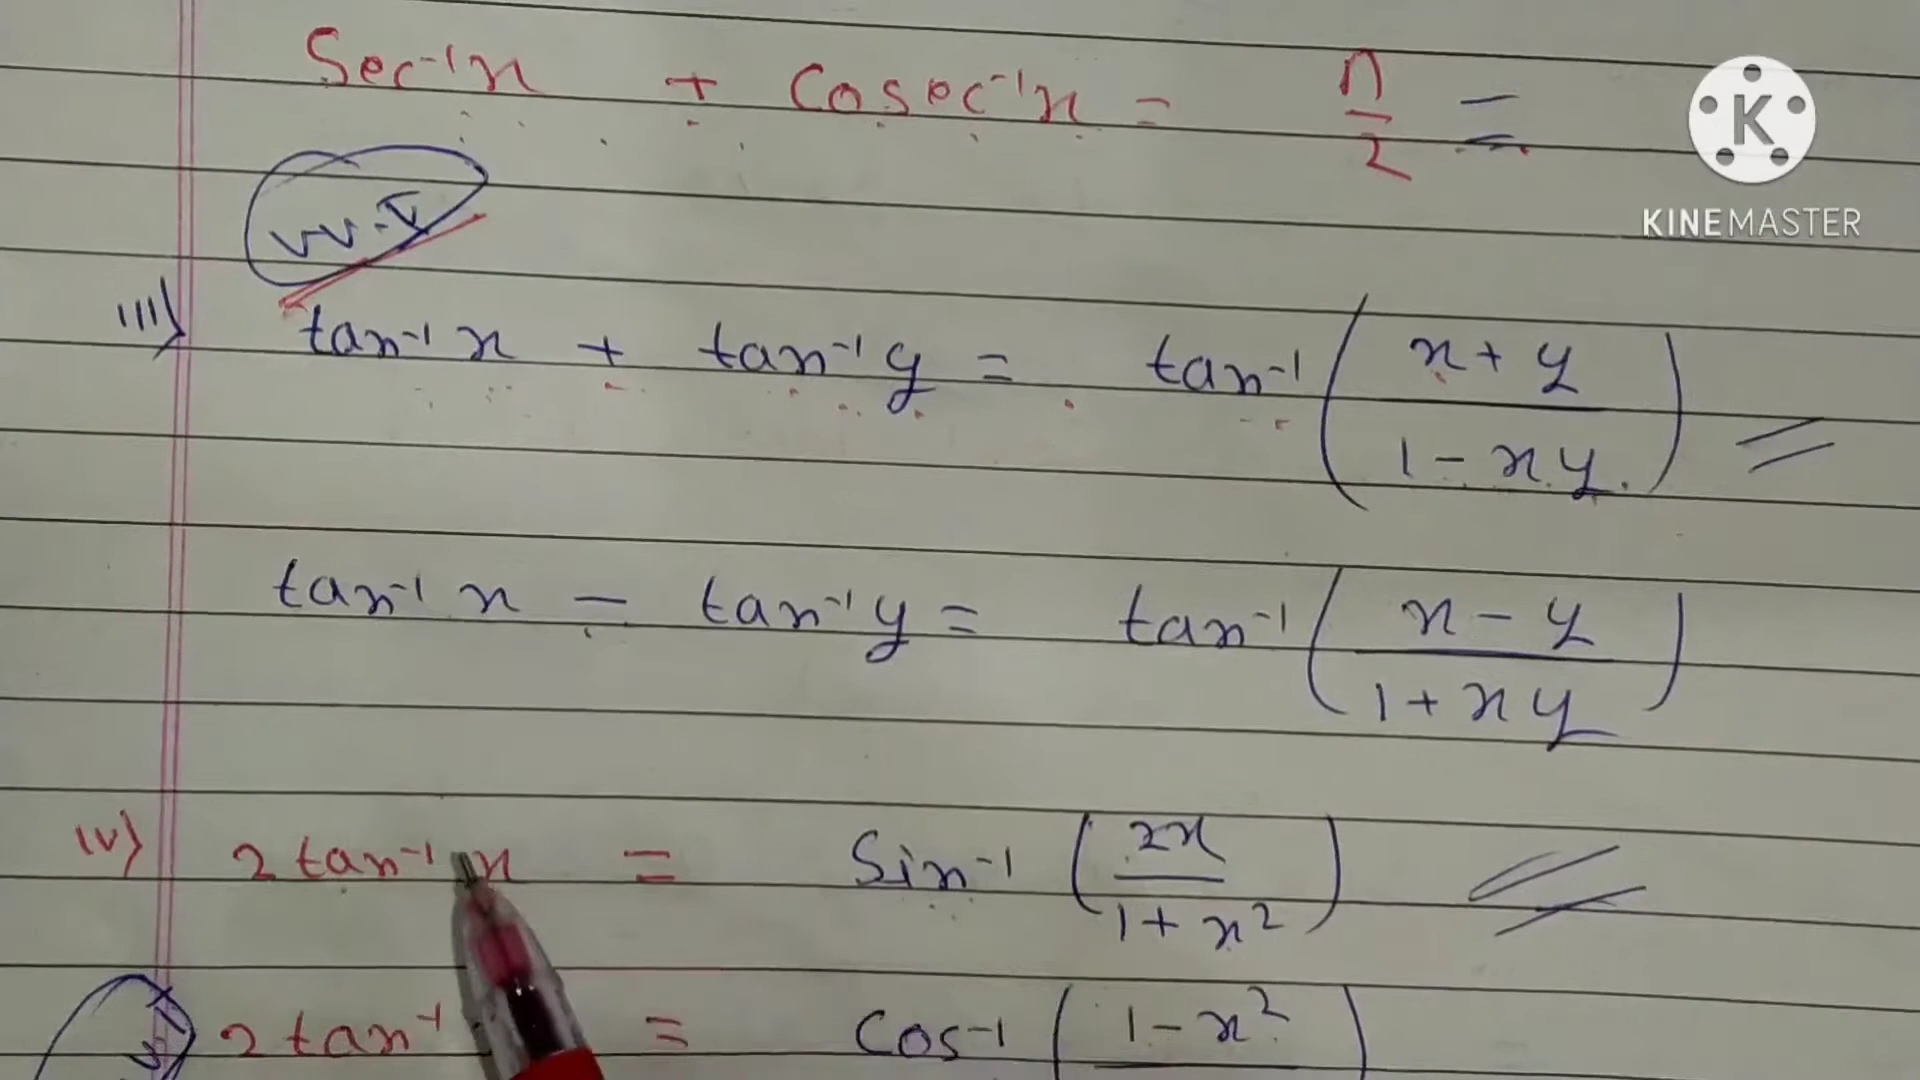 Sec⁻¹x + Cosec⁻¹x = π/2 =
K
KINEMASTER
VV.I
iii) tan⁻¹x + tan⁻¹y = tan⁻¹((x + y)/(1 - xy))
tan⁻¹x - tan⁻¹y = tan⁻¹((x - y)/(1 + xy))
iv) 2tan⁻¹x = Sin⁻¹(2x/(1 + x²))
2tan⁻¹ = Cos⁻¹(1 - x²